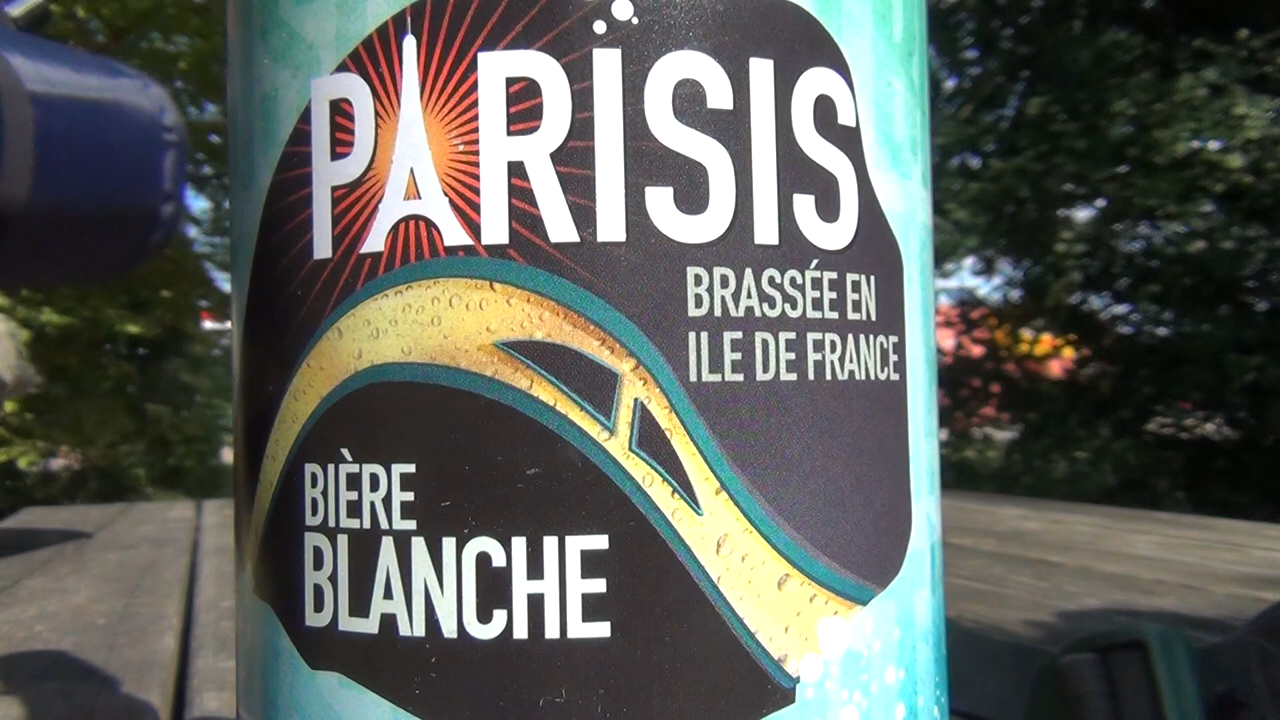 PARISIS
BRASSÉE EN
ILE DE FRANCE
BIÈRE
BLANCHE